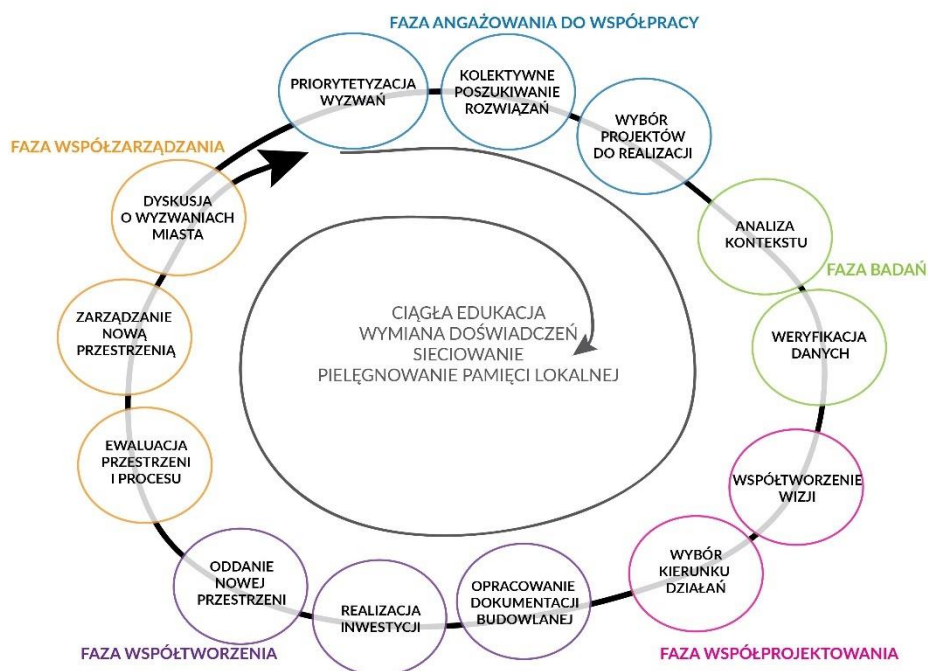 FAZA ANGAŻOWANIA DO WSPÓŁPRACY
PRIORYTETYZACJA
WYZWAŃ
KOLEKTYWNE
POSZUKIWANIE
ROZWIĄZAŃ
WYBÓR
PROJEKTÓW
DO REALIZACJI
ANALIZA
KONTEKSTU
FAZA BADAŃ
WERYFIKACJA
DANYCH
WSPÓŁTWORZENIE
WIZJI
WYBÓR
KIERUNKU
DZIAŁAŃ
FAZA WSPÓŁPROJEKTOWANIA
OPRACOWANIE
DOKUMENTACJI
BUDOWLANEJ
REALIZACJA
INWESTYCJI
ODDANIE
NOWEJ
PRZESTRZENI
FAZA WSPÓŁTWORZENIA
EWALUACJA
PRZESTRZENI
I PROCESU
ZARZĄDZANIE
NOWĄ
PRZESTRZENIĄ
DYSKUSJA
O WYZWANIACH
MIASTA
FAZA WSPÓŁZARZĄDZANIA
CIĄGŁA EDUKACJA
WYMIANA DOŚWIADCZEŃ
SIECIOWANIE
PIELĘGNOWANIE PAMIĘCI LOKALNEJ